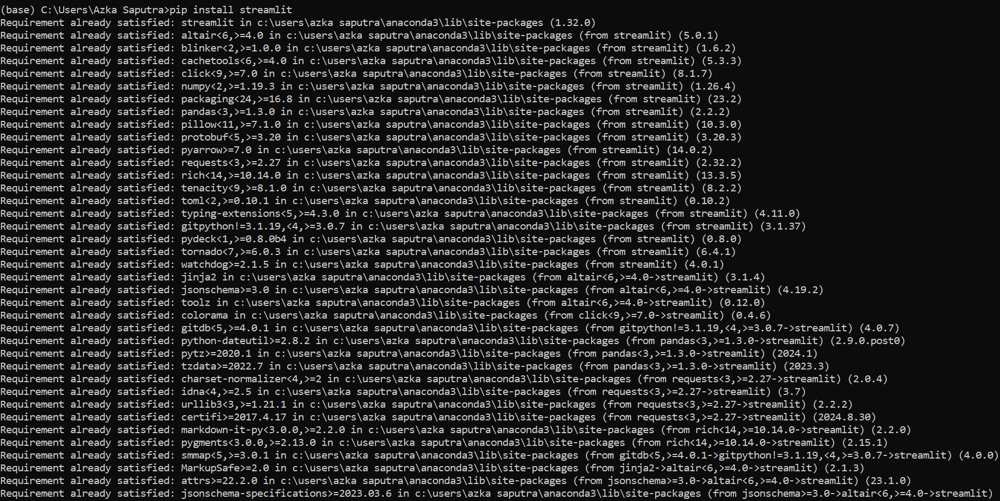 (base) C:\Users\Azka Saputra>pip install streamlit
Requirement already satisfied: streamlit in c:\users\azka saputra\anaconda3\lib\site-packages (1.32.0)
Requirement already satisfied: altair<6,>=4.0 in c:\users\azka saputra\anaconda3\lib\site-packages (from streamlit) (5.0.1)
Requirement already satisfied: blinker<2,>=1.0.0 in c:\users\azka saputra\anaconda3\lib\site-packages (from streamlit) (1.6.2)
Requirement already satisfied: cachetools<6,>=4.0 in c:\users\azka saputra\anaconda3\lib\site-packages (from streamlit) (5.3.3)
Requirement already satisfied: click<9,>=7.0 in c:\users\azka saputra\anaconda3\lib\site-packages (from streamlit) (8.1.7)
Requirement already satisfied: numpy<2,>=1.19.3 in c:\users\azka saputra\anaconda3\lib\site-packages (from streamlit) (1.26.4)
Requirement already satisfied: packaging<24,>=16.8 in c:\users\azka saputra\anaconda3\lib\site-packages (from streamlit) (23.2)
Requirement already satisfied: pandas<3,>=1.3.0 in c:\users\azka saputra\anaconda3\lib\site-packages (from streamlit) (2.2.2)
Requirement already satisfied: pillow<11,>=7.1.0 in c:\users\azka saputra\anaconda3\lib\site-packages (from streamlit) (10.3.0)
Requirement already satisfied: protobuf<5,>=3.20 in c:\users\azka saputra\anaconda3\lib\site-packages (from streamlit) (3.20.3)
Requirement already satisfied: pyarrow>=7.0 in c:\users\azka saputra\anaconda3\lib\site-packages (from streamlit) (14.0.2)
Requirement already satisfied: requests<3,>=2.27 in c:\users\azka saputra\anaconda3\lib\site-packages (from streamlit) (2.32.2)
Requirement already satisfied: rich<14,>=10.14.0 in c:\users\azka saputra\anaconda3\lib\site-packages (from streamlit) (13.3.5)
Requirement already satisfied: tenacity<9,>=8.1.0 in c:\users\azka saputra\anaconda3\lib\site-packages (from streamlit) (8.2.2)
Requirement already satisfied: toml<2,>=0.10.1 in c:\users\azka saputra\anaconda3\lib\site-packages (from streamlit) (0.10.2)
Requirement already satisfied: typing-extensions<5,>=4.3.0 in c:\users\azka saputra\anaconda3\lib\site-packages (from streamlit) (4.11.0)
Requirement already satisfied: gitpython!=3.1.19,<4,>=3.0.7 in c:\users\azka saputra\anaconda3\lib\site-packages (from streamlit) (3.1.37)
Requirement already satisfied: pydeck<1,>=0.8.0b4 in c:\users\azka saputra\anaconda3\lib\site-packages (from streamlit) (0.8.0)
Requirement already satisfied: tornado<7,>=6.0.3 in c:\users\azka saputra\anaconda3\lib\site-packages (from streamlit) (6.4.1)
Requirement already satisfied: watchdog>=2.1.5 in c:\users\azka saputra\anaconda3\lib\site-packages (from streamlit) (4.0.1)
Requirement already satisfied: jinja2 in c:\users\azka saputra\anaconda3\lib\site-packages (from altair<6,>=4.0->streamlit) (3.1.4)
Requirement already satisfied: jsonschema>=3.0 in c:\users\azka saputra\anaconda3\lib\site-packages (from altair<6,>=4.0->streamlit) (4.19.2)
Requirement already satisfied: toolz in c:\users\azka saputra\anaconda3\lib\site-packages (from altair<6,>=4.0->streamlit) (0.12.0)
Requirement already satisfied: colorama in c:\users\azka saputra\anaconda3\lib\site-packages (from click<9,>=7.0->streamlit) (0.4.6)
Requirement already satisfied: gitdb<5,>=4.0.1 in c:\users\azka saputra\anaconda3\lib\site-packages (from gitpython!=3.1.19,<4,>=3.0.7->streamlit) (4.0.7)
Requirement already satisfied: python-dateutil>=2.8.2 in c:\users\azka saputra\anaconda3\lib\site-packages (from pandas<3,>=1.3.0->streamlit) (2.9.0.post0)
Requirement already satisfied: pytz>=2020.1 in c:\users\azka saputra\anaconda3\lib\site-packages (from pandas<3,>=1.3.0->streamlit) (2024.1)
Requirement already satisfied: tzdata>=2022.7 in c:\users\azka saputra\anaconda3\lib\site-packages (from pandas<3,>=1.3.0->streamlit) (2023.3)
Requirement already satisfied: charset-normalizer<4,>=2 in c:\users\azka saputra\anaconda3\lib\site-packages (from requests<3,>=2.27->streamlit) (2.0.4)
Requirement already satisfied: idna<4,>=2.5 in c:\users\azka saputra\anaconda3\lib\site-packages (from requests<3,>=2.27->streamlit) (3.7)
Requirement already satisfied: urllib3<3,>=1.21.1 in c:\users\azka saputra\anaconda3\lib\site-packages (from requests<3,>=2.27->streamlit) (2.2.2)
Requirement already satisfied: certifi>=2017.4.17 in c:\users\azka saputra\anaconda3\lib\site-packages (from requests<3,>=2.27->streamlit) (2024.8.30)
Requirement already satisfied: markdown-it-py<3.0.0,>=2.2.0 in c:\users\azka saputra\anaconda3\lib\site-packages (from rich<14,>=10.14.0->streamlit) (2.2.0)
Requirement already satisfied: pygments<3.0.0,>=2.13.0 in c:\users\azka saputra\anaconda3\lib\site-packages (from rich<14,>=10.14.0->streamlit) (2.15.1)
Requirement already satisfied: smmap<5,>=3.0.1 in c:\users\azka saputra\anaconda3\lib\site-packages (from gitdb<5,>=4.0.1->gitpython!=3.1.19,<4,>=3.0.7->streamlit) (4.0.0)
Requirement already satisfied: MarkupSafe>=2.0 in c:\users\azka saputra\anaconda3\lib\site-packages (from jinja2->altair<6,>=4.0->streamlit) (2.1.3)
Requirement already satisfied: attrs>=22.2.0 in c:\users\azka saputra\anaconda3\lib\site-packages (from jsonschema>=3.0->altair<6,>=4.0->streamlit) (23.1.0)
Requirement already satisfied: jsonschema-specifications>=2023.03.6 in c:\users\azka saputra\anaconda3\lib\site-packages (from jsonschema>=3.0->altair<6,>=4.0->streamlit)